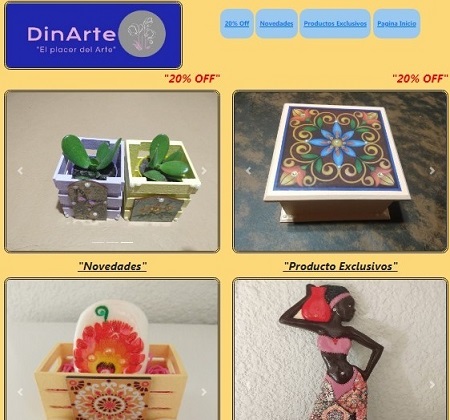 DinArte
"El placer del Arte"
20% Off Novedades Productos Exclusivos Pagina Inicio
"20% OFF" "20% OFF"
"Novedades" "Producto Exclusivos"